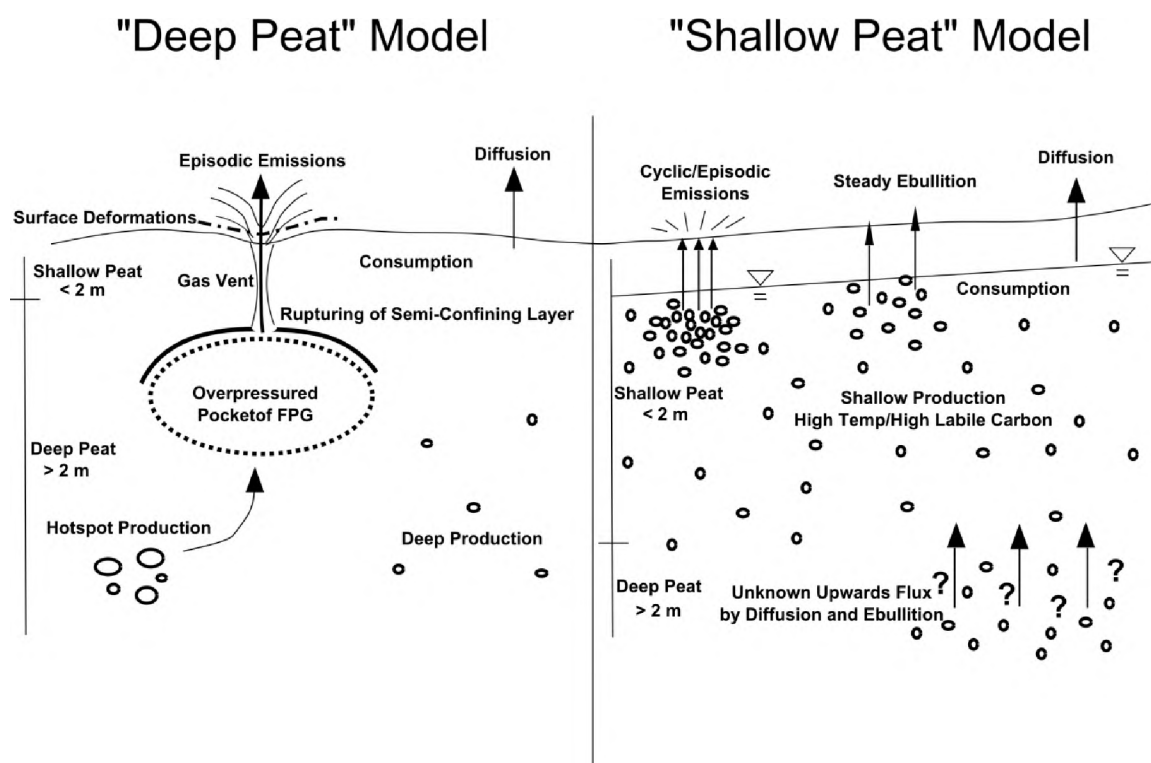 "Deep Peat" Model
Episodic Emissions
Diffusion
Surface Deformations
Shallow Peat
< 2 m
Gas Vent
Consumption
Rupturing of Semi-Confining Layer
Overpressured
Pocketof FPG
Deep Peat
> 2 m
Hotspot Production
Deep Production
"Shallow Peat" Model
Cyclic/Episodic
Emissions
Steady Ebullition
Diffusion
Consumption
Shallow Peat
< 2 m
Shallow Production
High Temp/High Labile Carbon
Deep Peat
> 2 m
Unknown Upwards Flux
by Diffusion and Ebullition
?
?
?
?